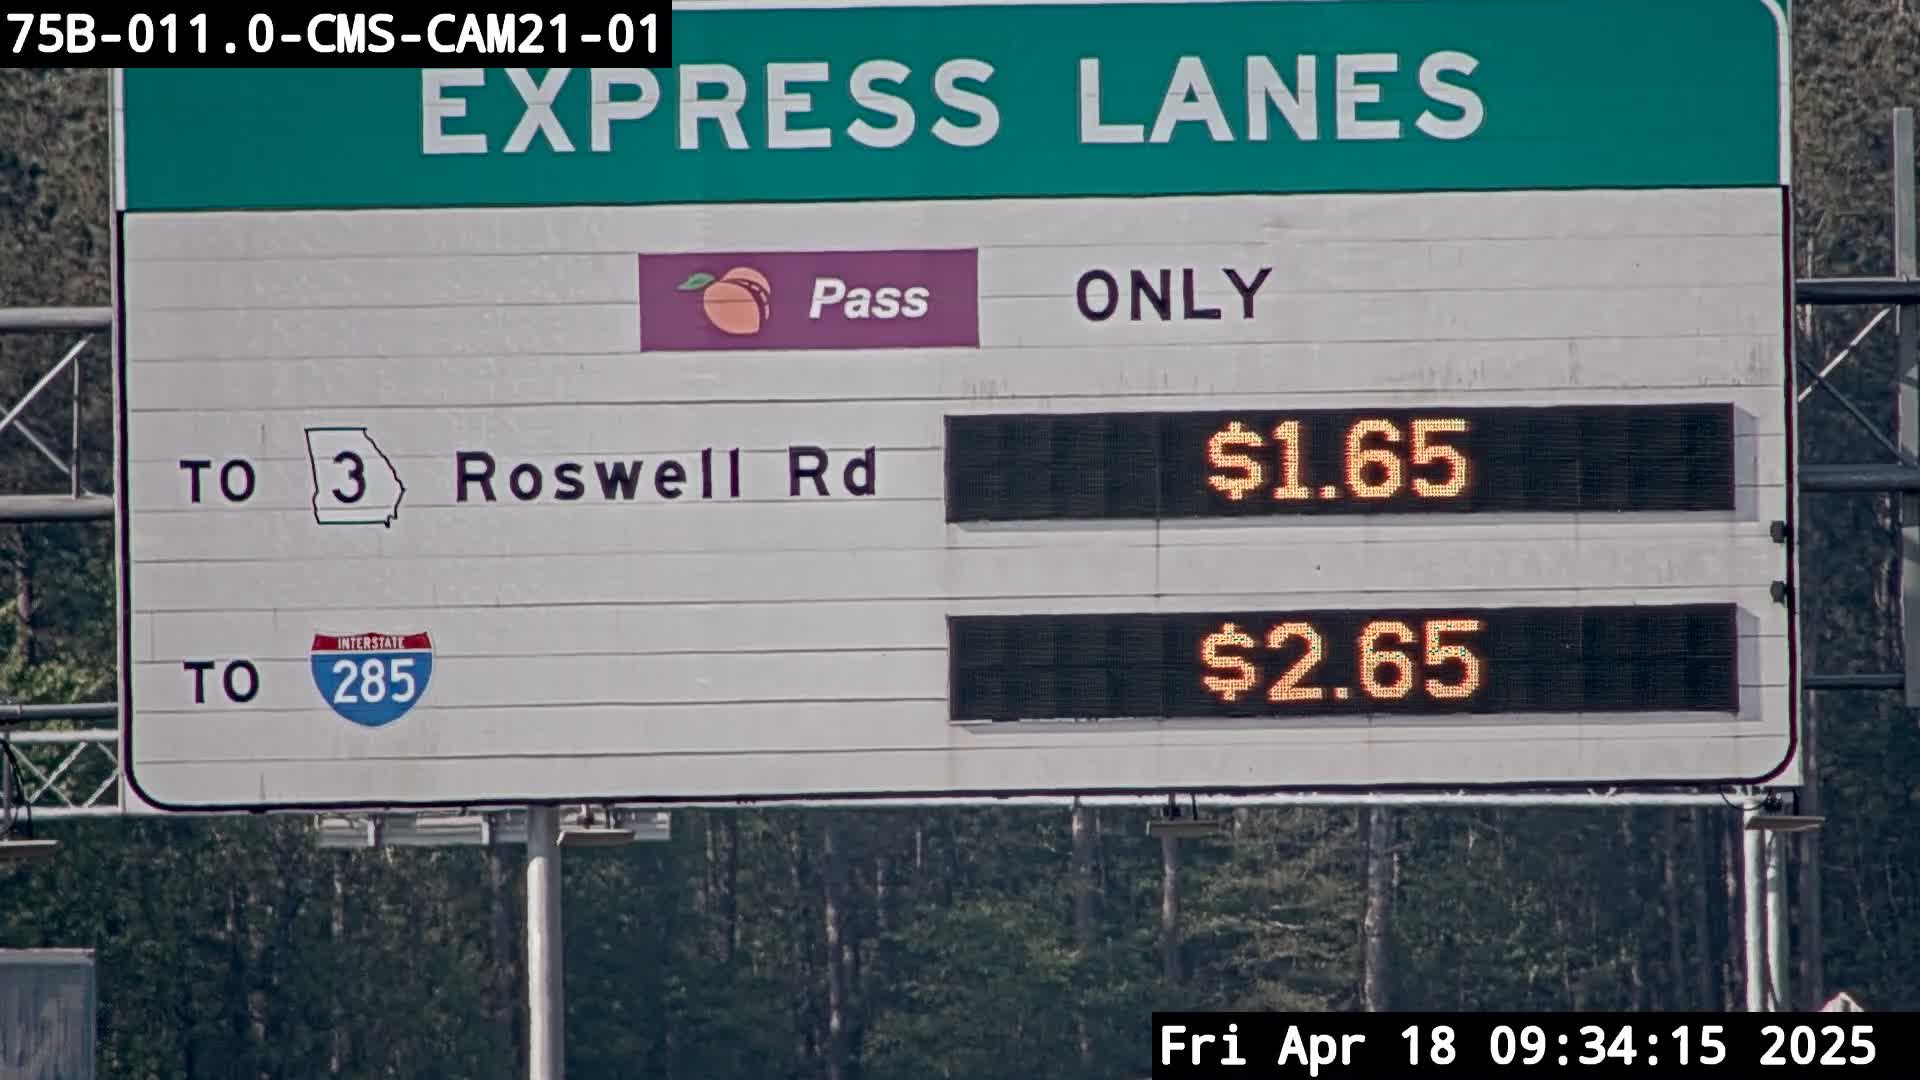 75B-011.0-CMS-CAM21-01
EXPRESS LANES
Pass ONLY
TO 3 Roswell Rd $1.65
TO INTERSTATE 285 $2.65
Fri Apr 18 09:34:15 2025